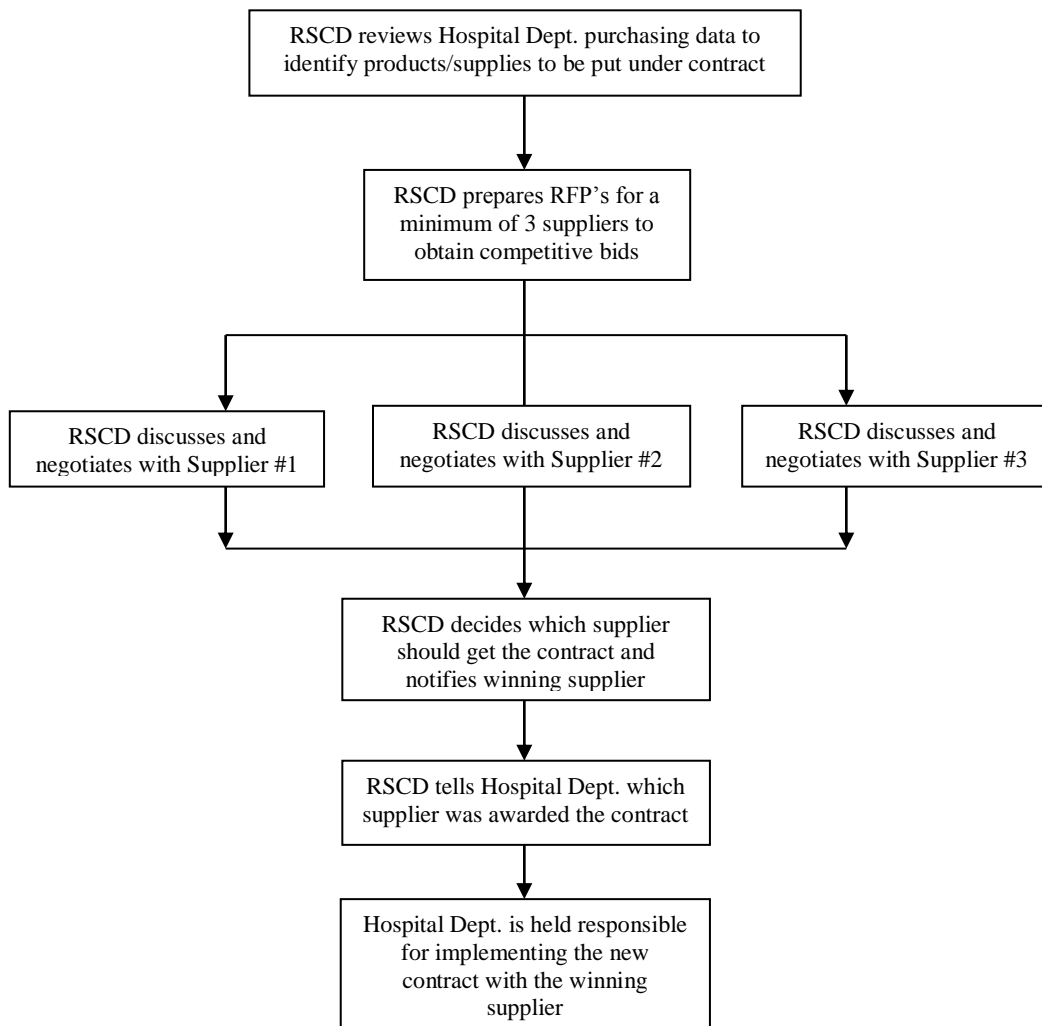 RSCD reviews Hospital Dept. purchasing data to
identify products/supplies to be put under contract
RSCD prepares RFP's for a
minimum of 3 suppliers to
obtain competitive bids
RSCD discusses and
negotiates with Supplier #1
RSCD discusses and
negotiates with Supplier #2
RSCD discusses and
negotiates with Supplier #3
RSCD decides which supplier
should get the contract and
notifies winning supplier
RSCD tells Hospital Dept. which
supplier was awarded the contract
Hospital Dept. is held responsible
for implementing the new
contract with the winning
supplier